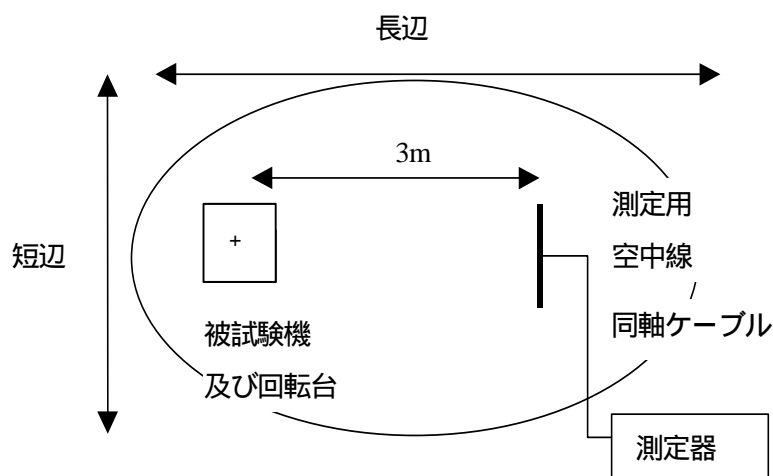 長辺
3m
短辺
+
被試験機
及び回転台
測定用
空中線
同軸ケーブル
測定器